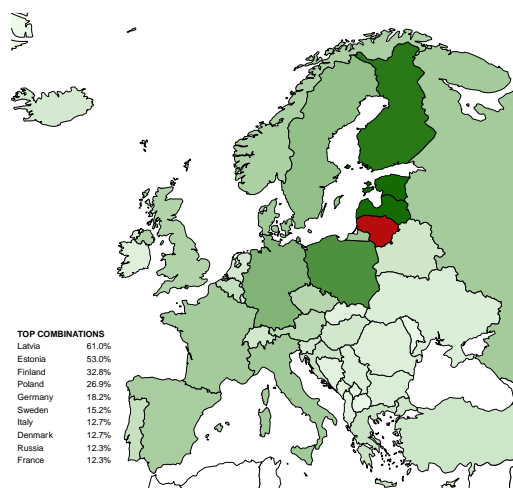 TOP COMBINATIONS
Latvia 61.0%
Estonia 53.0%
Finland 32.8%
Poland 26.9%
Germany 18.2%
Sweden 15.2%
Italy 12.7%
Denmark 12.7%
Russia 12.3%
France 12.3%